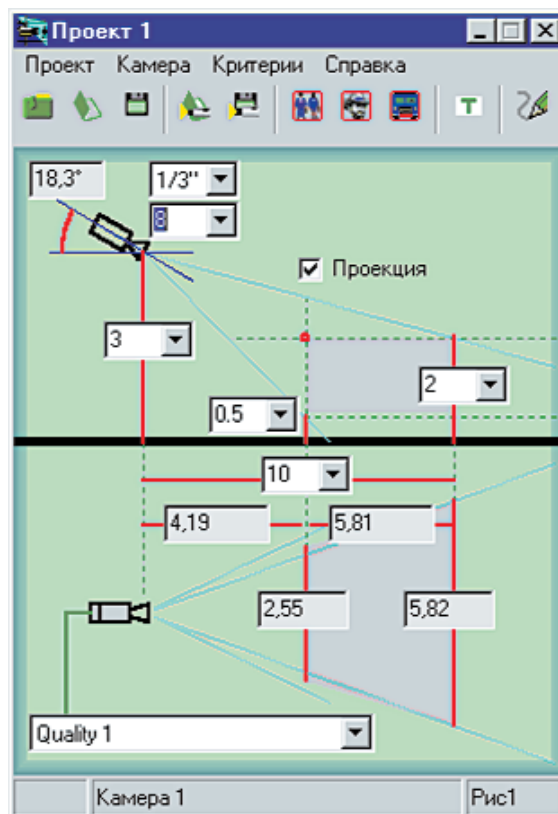 Проект 1
Проект Камера Критерии Справка
T
18,3° 1/3"
8
Проекция
3
2
0.5
10
4,19 5,81
2,55 5,82
Quality 1
Камера 1 Рис1